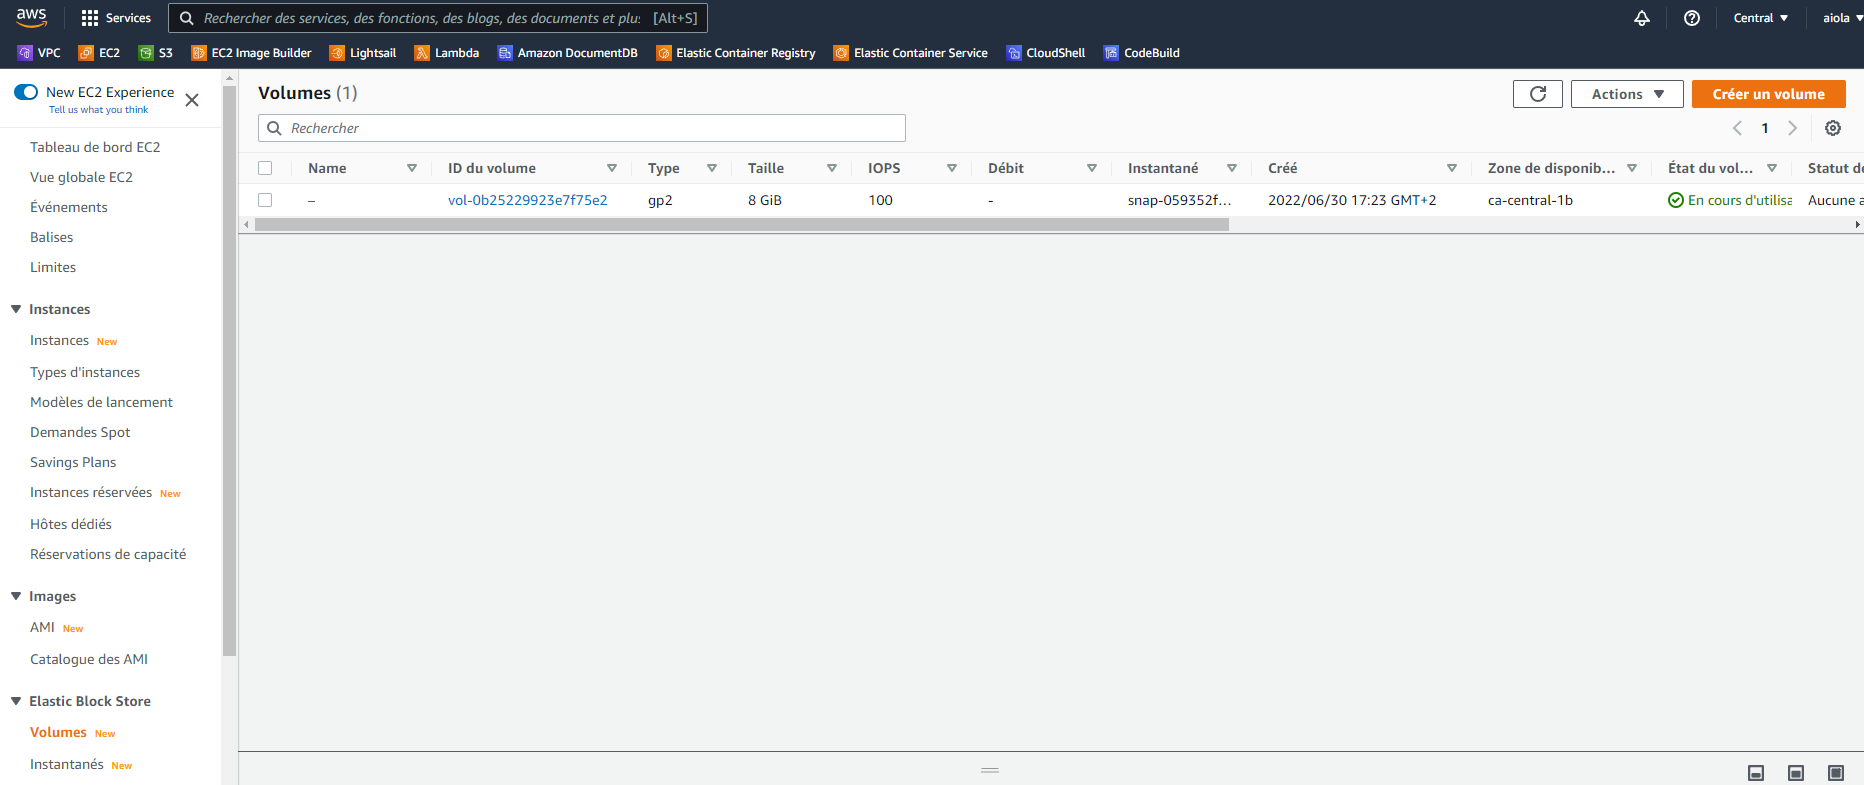 aws
Services
Rechercher des services, des fonctions, des blogs, des documents et plus [Alt+S]
Central
aiola
VPC EC2 S3 EC2 Image Builder Lightsail Lambda Amazon DocumentDB Elastic Container Registry Elastic Container Service CloudShell CodeBuild
New EC2 Experience
Tell us what you think
Tableau de bord EC2
Vue globale EC2
Événements
Balises
Limites
Instances
Instances New
Types d'instances
Modèles de lancement
Demandes Spot
Savings Plans
Instances réservées New
Hôtes dédiés
Réservations de capacité
Images
AMI New
Catalogue des AMI
Elastic Block Store
Volumes New
Instantanés New
Volumes (1)
Actions
Créer un volume
Rechercher
1
Name ID du volume Type Taille IOPS Débit Instantané Créé Zone de disponib... État du vol... Statut de
– vol-0b25229923e7f75e2 gp2 8 GiB 100 - snap-059352f... 2022/06/30 17:23 GMT+2 ca-central-1b En cours d'utilisa Aucune a